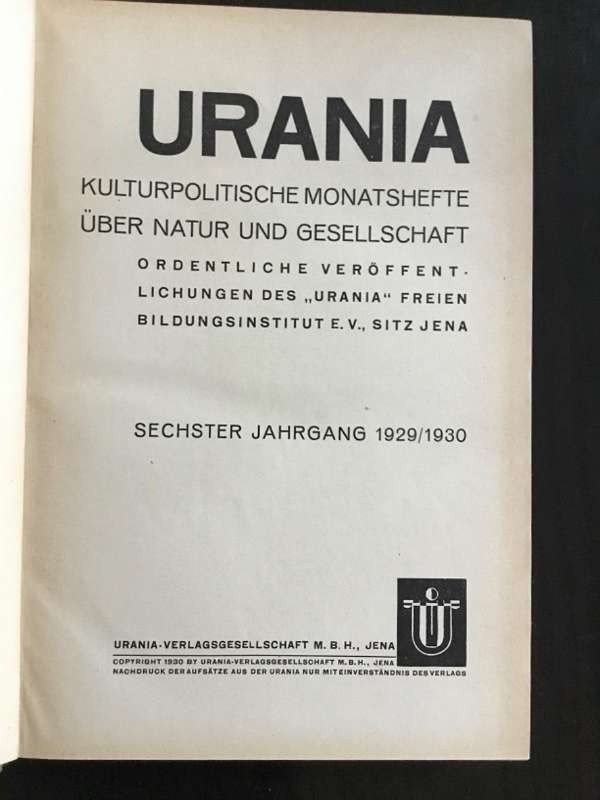 URANIA
KULTURPOLITISCHE MONATSHEFTE
ÜBER NATUR UND GESELLSCHAFT
ORDENTLICHE VERÖFFENT-
LICHUNGEN DES „URANIA" FREIEN
BILDUNGSINSTITUT E.V., SITZ JENA
SECHSTER JAHRGANG 1929/1930
URANIA-VERLAGSGESELLSCHAFT M. B. H., JENA
COPYRIGHT 1930 BY URANIA-VERLAGSGESELLSCHAFT M. B. H., JENA
NACHDRUCK DER AUFSÄTZE AUS DER URANIA NUR MIT EINVERSTÄNDNIS DES VERLAGS